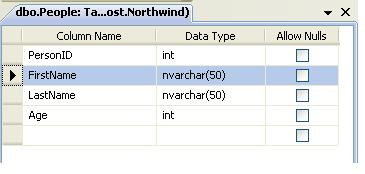 dbo.People: Ta...ost.Northwind)
Column Name Data Type Allow Nulls
PersonID int
FirstName nvarchar(50)
LastName nvarchar(50)
Age int